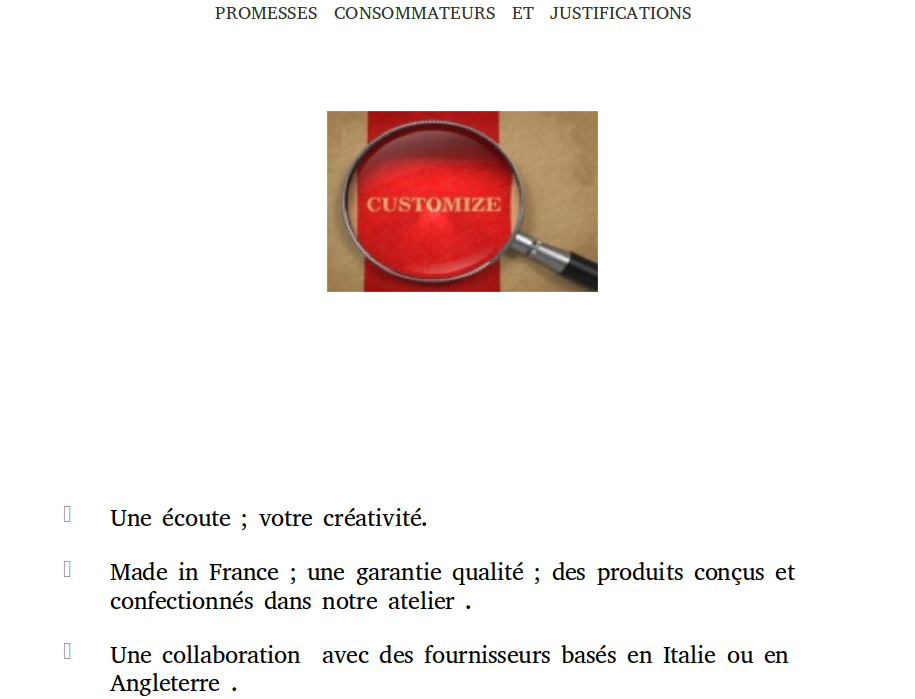 PROMESSES CONSOMMATEURS ET JUSTIFICATIONS
CUSTOMIZE
Une écoute ; votre créativité.
Made in France ; une garantie qualité ; des produits conçus et
confectionnés dans notre atelier .
Une collaboration avec des fournisseurs basés en Italie ou en
Angleterre .